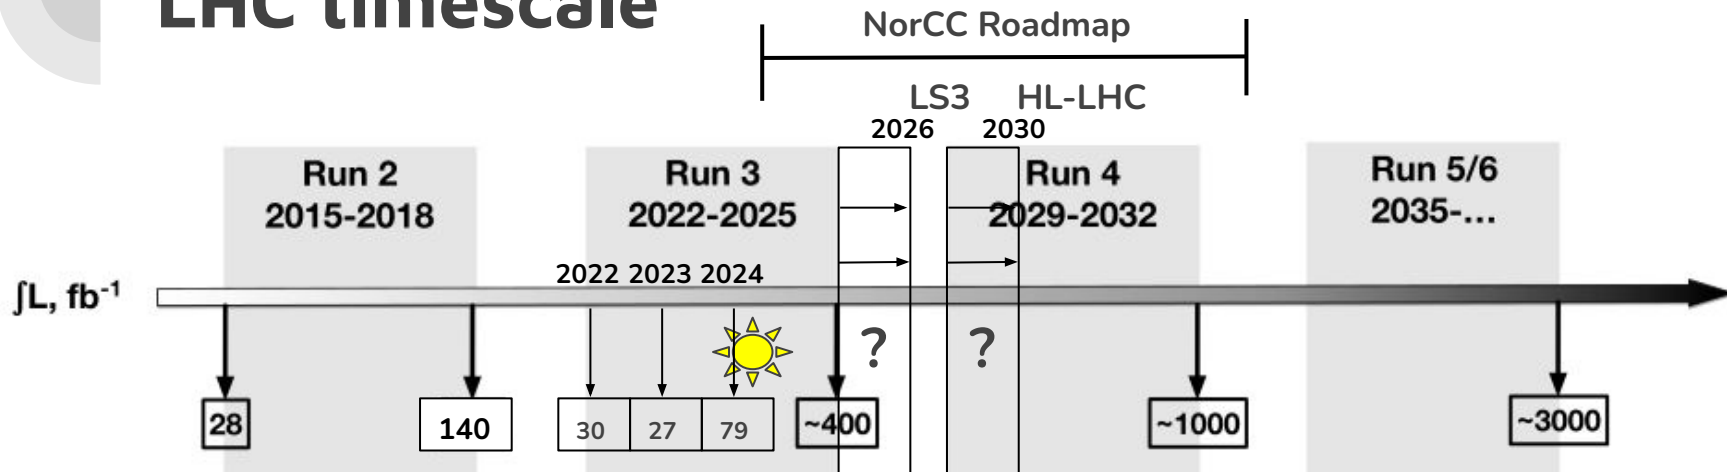 LHC timescale
NorCC Roadmap
LS3 HL-LHC
2026 2030
Run 2
2015-2018
Run 3
2022-2025
Run 4
2029-2032
Run 5/6
2035-...
2022 2023 2024
∫L, fb⁻¹
? ?
28
140
30 27 79
~400
~1000
~3000